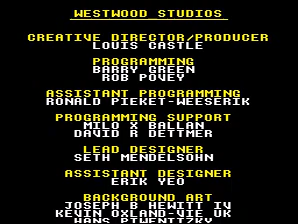 WESTWOOD STUDIOS
CREATIVE DIRECTOR/PRODUCER
LOUIS CASTLE
PROGRAMMING
BARRY GREEN
ROB POVEY
ASSISTANT PROGRAMMING
RONALD PIEKET-WEESERIK
PROGRAMMING SUPPORT
MILO X BALLAN
DAVID R DETTMER
LEAD DESIGNER
SETH MENDELSOHN
ASSISTANT DESIGNER
ERIK YEO
BACKGROUND ART
JOSEPH B HEWITT IV
KEVIN OXLAND-VIE UK
HANS